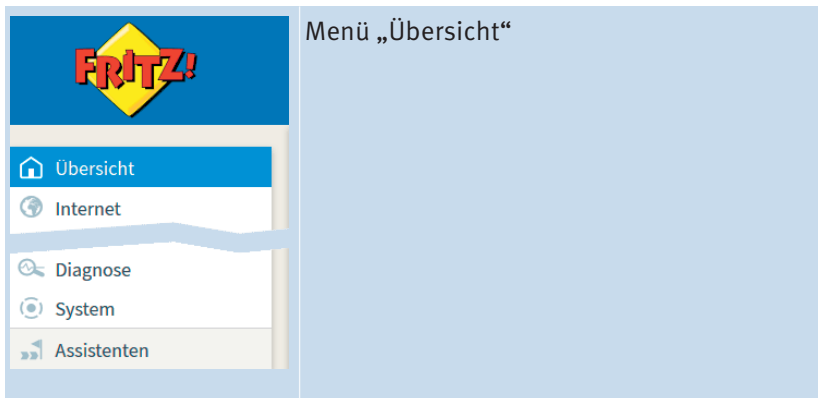 FRITZ!
Menü „Übersicht“
Übersicht
Internet
Diagnose
System
Assistenten